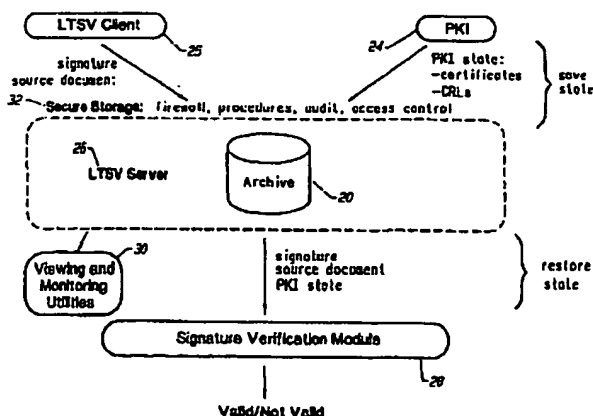 LTSV Client
25
PKI
24
signature
source document:
PKI state:
-certificates
-CRLs
save
state
32
Secure Storage: firewall, procedures, audit, access control
26
LTSV Server
Archive
20
30
Viewing and
Monitoring
Utilities
signature
source document
PKI state
restore
state
Signature Verification Module
28
Valid/Not Valid